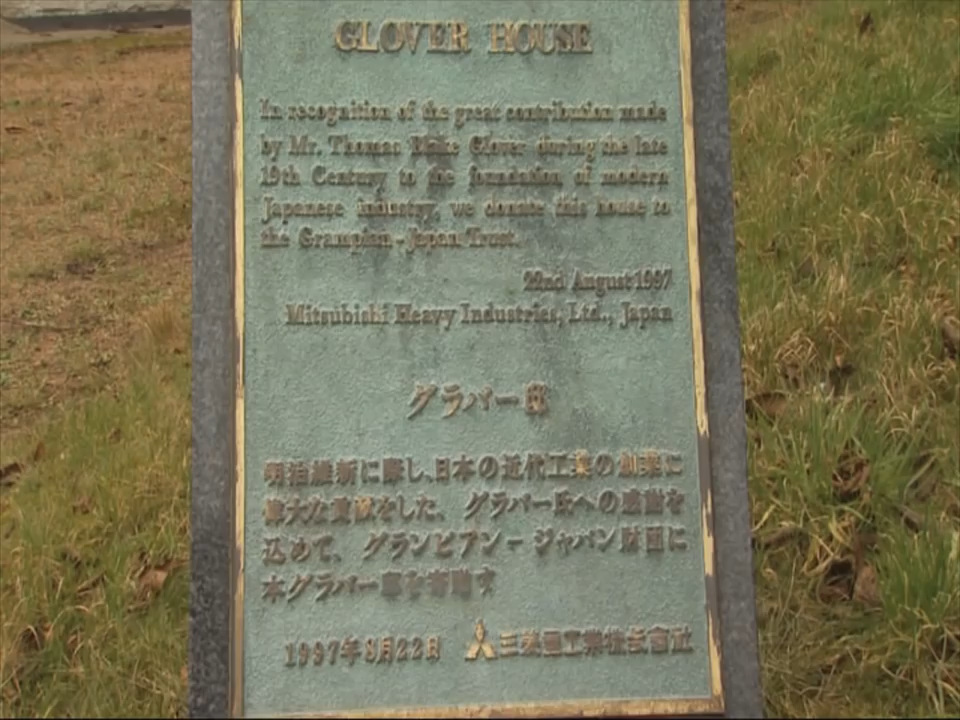 GLOVER HOUSE
In recognition of the great contribution made
by Mr. Thomas Blake Glover during the late
19th Century to the foundation of modern
Japanese industry, we donate this house to
the Grampian - Japan Trust.
22nd August 1997
Mitsubishi Heavy Industries, Ltd., Japan
グラバー邸
明治維新に際し、日本の近代工業の創業に
偉大な貢献をした、グラバー氏への感謝を
込めて、グランピアン－ジャパン財団に
本グラバー邸を寄贈す
1997年8月22日 三菱重工業株式会社